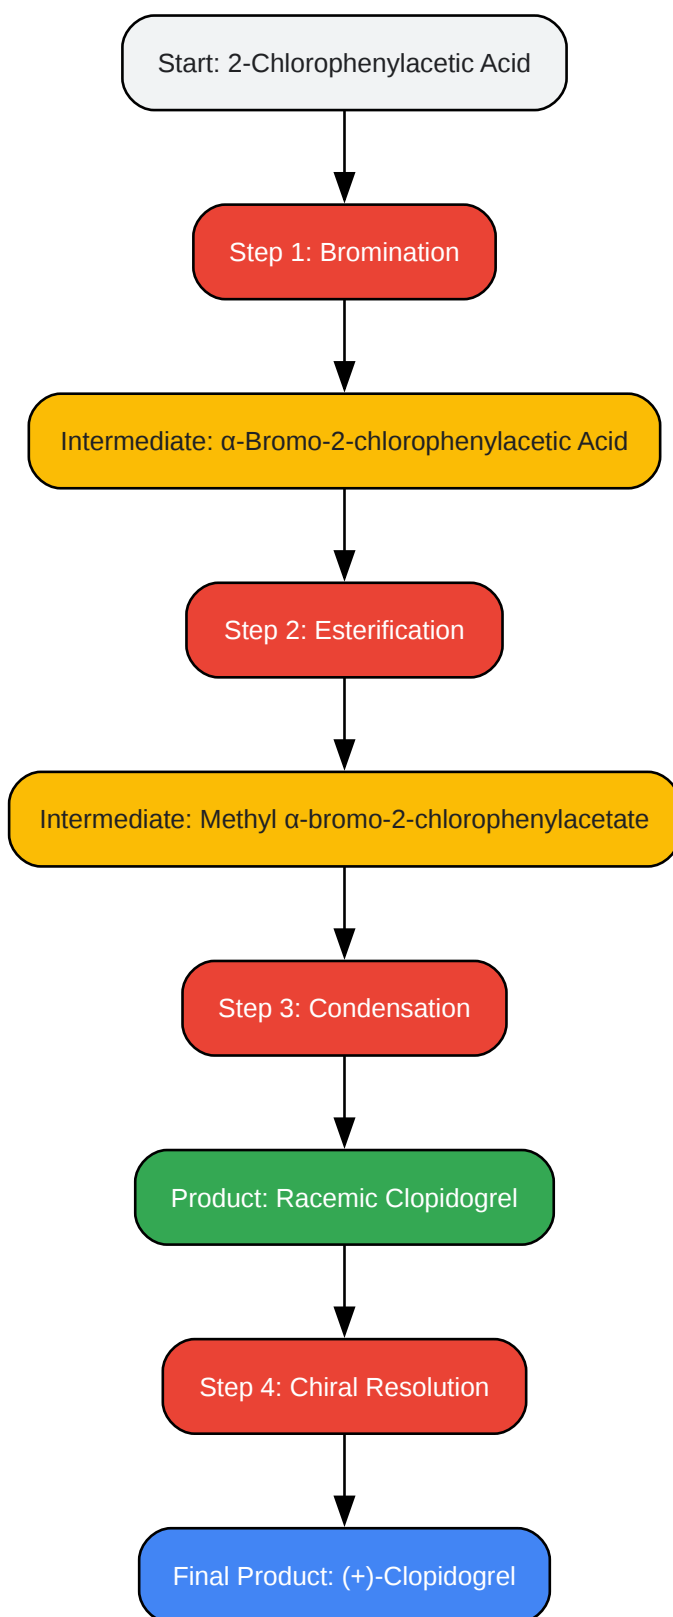 Start: 2-Chlorophenylacetic Acid
Step 1: Bromination
Intermediate: α-Bromo-2-chlorophenylacetic Acid
Step 2: Esterification
Intermediate: Methyl α-bromo-2-chlorophenylacetate
Step 3: Condensation
Product: Racemic Clopidogrel
Step 4: Chiral Resolution
Final Product: (+)-Clopidogrel